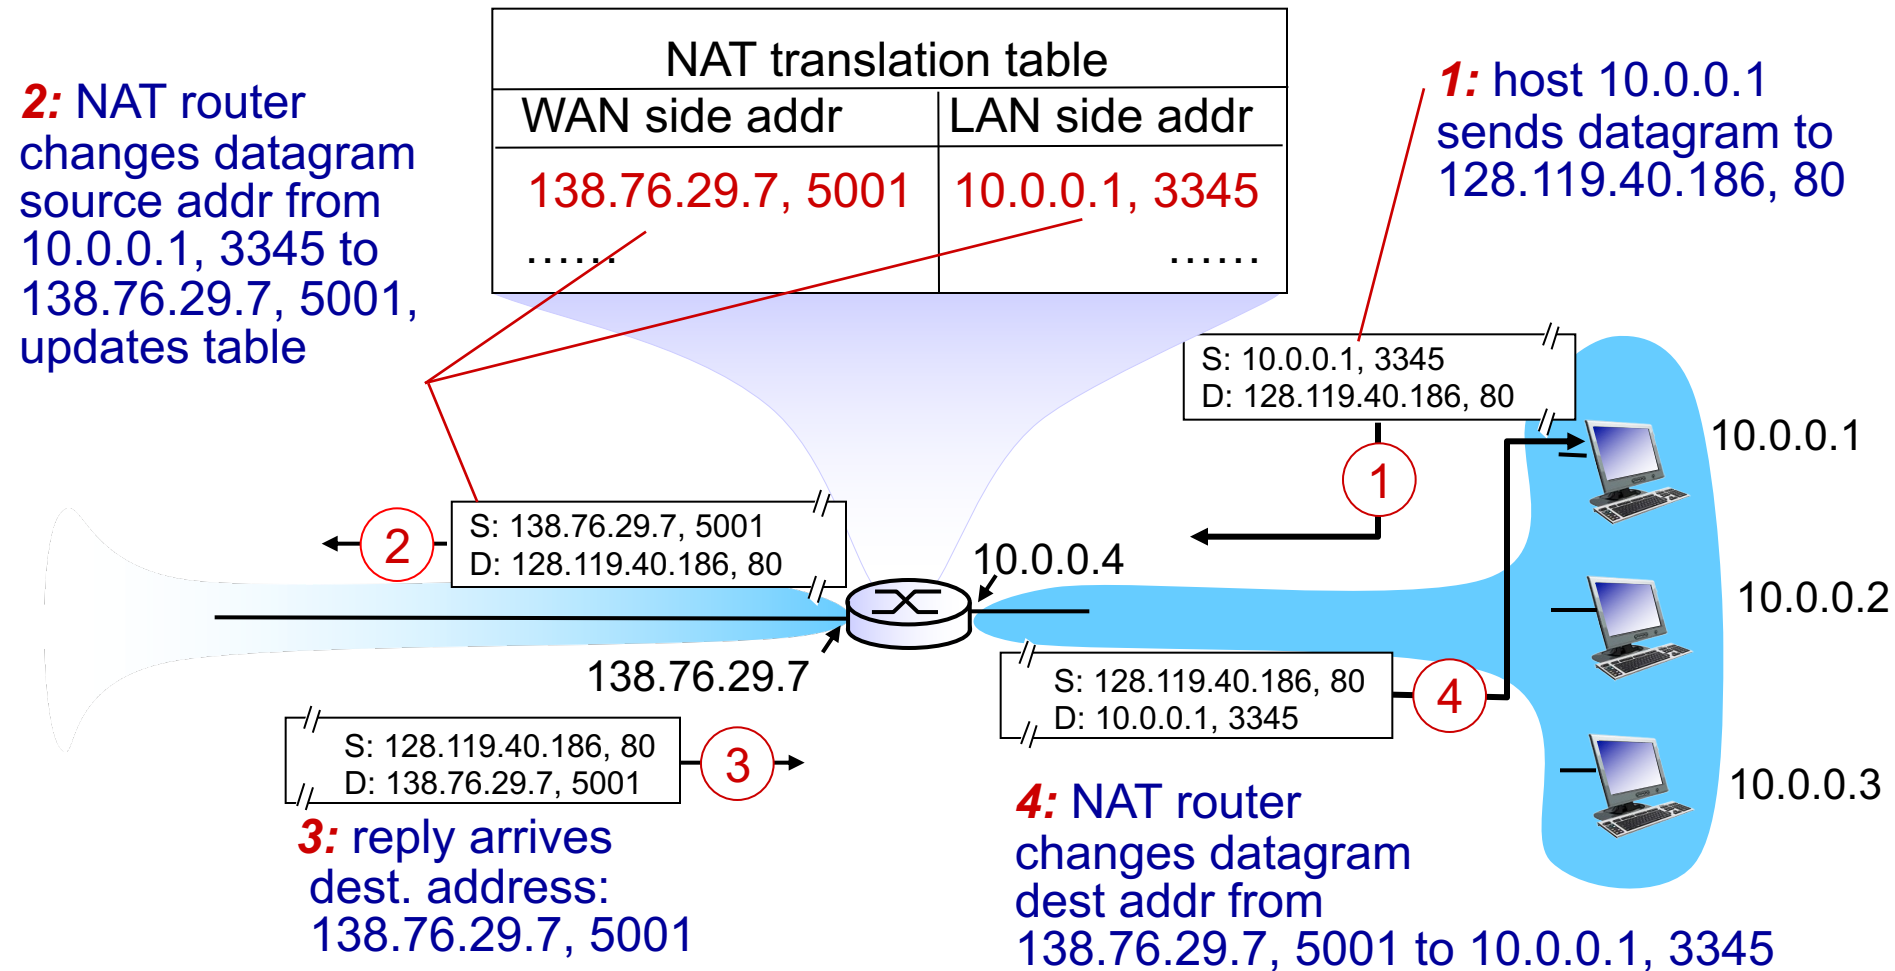 NAT translation table
WAN side addr LAN side addr
138.76.29.7, 5001 10.0.0.1, 3345
...... ......
2: NAT router
changes datagram
source addr from
10.0.0.1, 3345 to
138.76.29.7, 5001,
updates table
1: host 10.0.0.1
sends datagram to
128.119.40.186, 80
S: 10.0.0.1, 3345
D: 128.119.40.186, 80
1
10.0.0.1
S: 138.76.29.7, 5001
D: 128.119.40.186, 80
2
10.0.0.4
10.0.0.2
138.76.29.7
S: 128.119.40.186, 80
D: 10.0.0.1, 3345
4
S: 128.119.40.186, 80
D: 138.76.29.7, 5001
3
10.0.0.3
3: reply arrives
dest. address:
138.76.29.7, 5001
4: NAT router
changes datagram
dest addr from
138.76.29.7, 5001 to 10.0.0.1, 3345